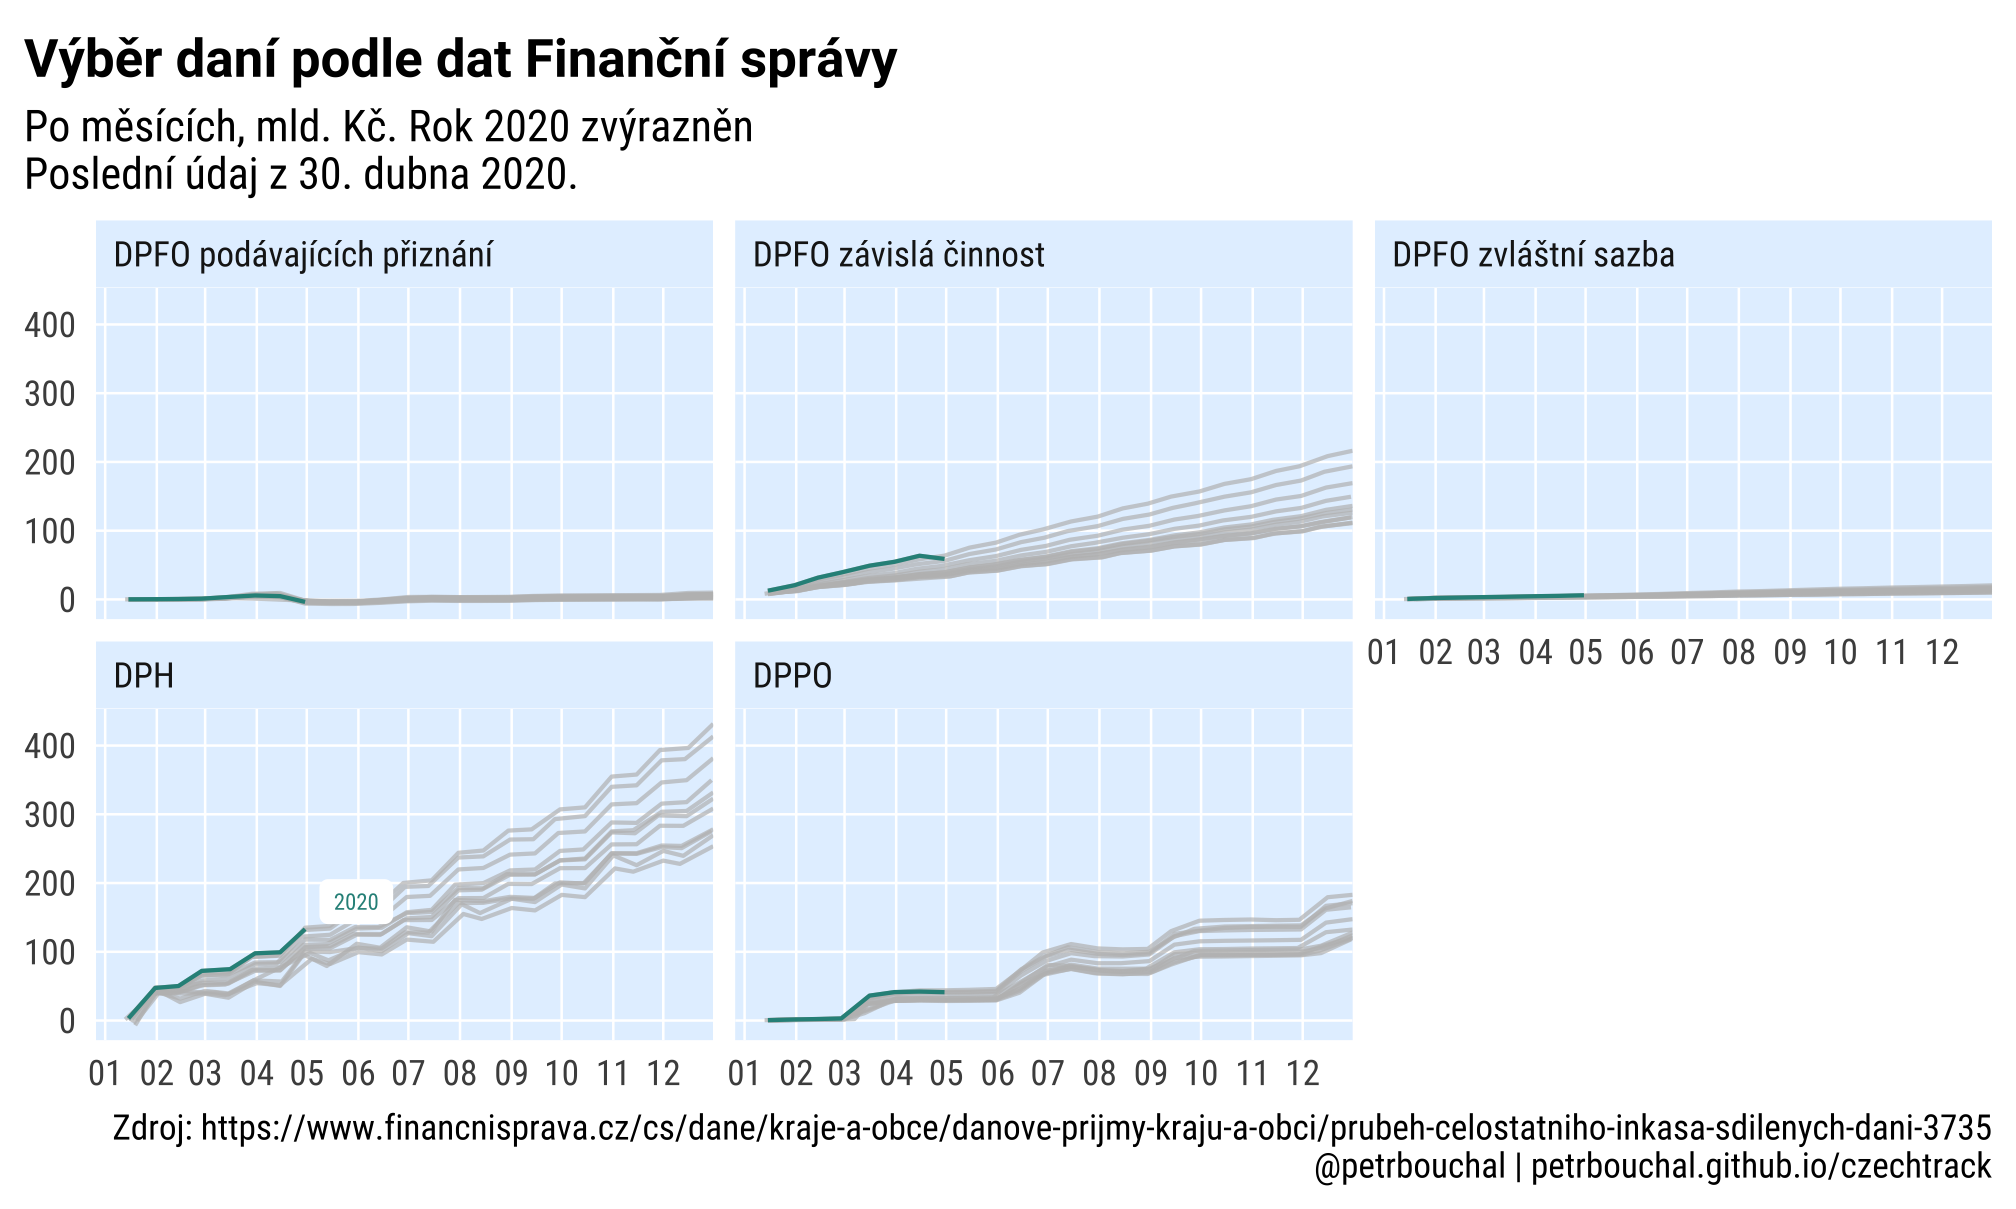 Výběr daní podle dat Finanční správy
Po měsících, mld. Kč. Rok 2020 zvýrazněn
Poslední údaj z 30. dubna 2020.
DPFO podávajících přiznání
DPFO závislá činnost
DPFO zvláštní sazba
400
300
200
100
0
01 02 03 04 05 06 07 08 09 10 11 12
DPH
DPPO
400
300
200
100
0
2020
01 02 03 04 05 06 07 08 09 10 11 12
01 02 03 04 05 06 07 08 09 10 11 12
Zdroj: https://www.financnisprava.cz/cs/dane/kraje-a-obce/danove-prijmy-kraju-a-obci/prubeh-celostatniho-inkasa-sdilenych-dani-3735
@petrbouchal | petrbouchal.github.io/czechtrack